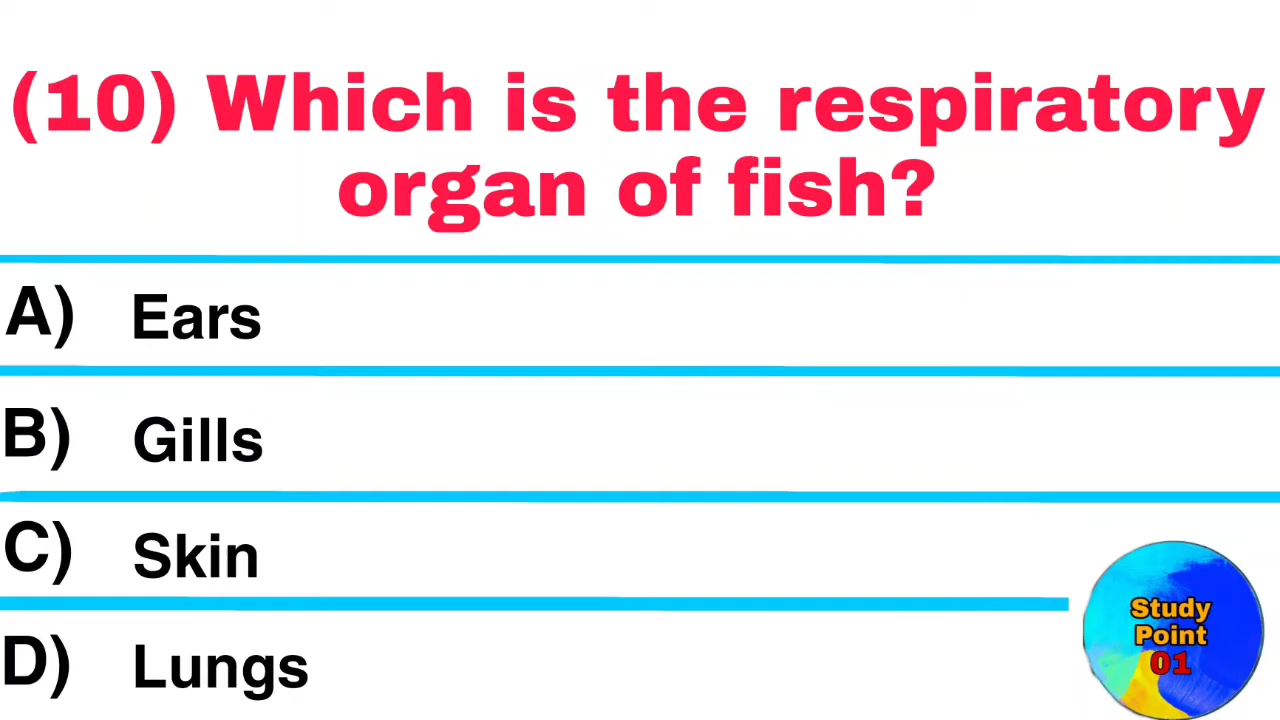 (10) Which is the respiratory
organ of fish?
A) Ears
B) Gills
C) Skin
D) Lungs
Study
Point
01